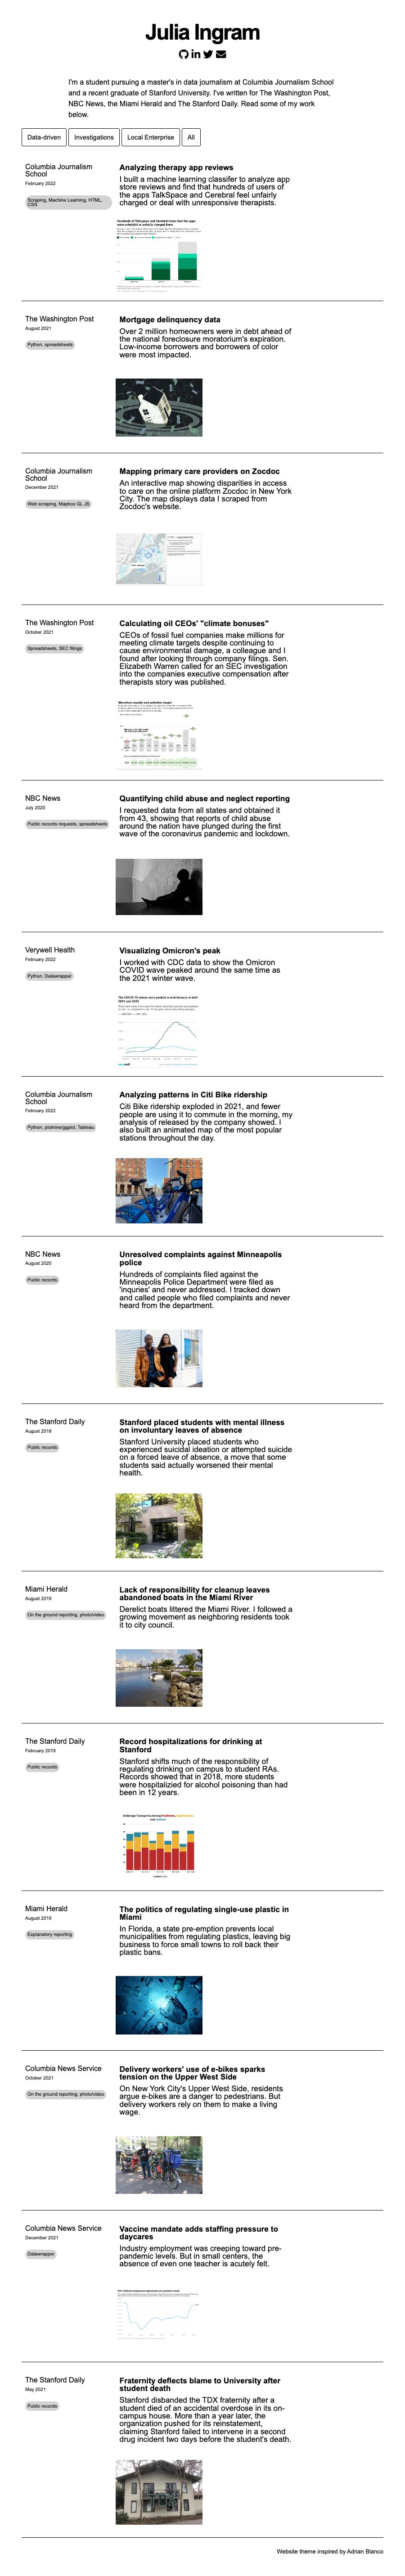 Julia Ingram
I'm a student pursuing a master's in data journalism at Columbia Journalism School
and a recent graduate of Stanford University. I've written for The Washington Post,
NBC News, the Miami Herald and The Stanford Daily. Read some of my work
below.
Data-driven
Investigations
Local Enterprise
All
Columbia Journalism
School
February 2022
Scraping, Machine Learning, HTML,
CSS
Analyzing therapy app reviews
I built a machine learning classifer to analyze app
store reviews and find that hundreds of users of
the apps TalkSpace and Cerebral feel unfairly
charged or deal with unresponsive therapists.
The Washington Post
August 2021
Python, spreadsheets
Mortgage delinquency data
Over 2 million homeowners were in debt ahead of
the national foreclosure moratorium's expiration.
Low-income borrowers and borrowers of color
were most impacted.
Columbia Journalism
School
December 2021
Web scraping, Mapbox GL JS
Mapping primary care providers on Zocdoc
An interactive map showing disparities in access
to care on the online platform Zocdoc in New York
City. The map displays data I scraped from
Zocdoc's website.
The Washington Post
October 2021
Spreadsheets, SEC filings
Calculating oil CEOs' "climate bonuses"
CEOs of fossil fuel companies make millions for
meeting climate targets despite continuing to
cause environmental damage, a colleague and I
found after looking through company filings. Sen.
Elizabeth Warren called for an SEC investigation
into the companies executive compensation after
therapists story was published.
NBC News
July 2020
Public records requests, spreadsheets
Quantifying child abuse and neglect reporting
I requested data from all states and obtained it
from 43, showing that reports of child abuse
around the nation have plunged during the first
wave of the coronavirus pandemic and lockdown.
Verywell Health
February 2022
Python, Datawrapper
Visualizing Omicron's peak
I worked with CDC data to show the Omicron
COVID wave peaked around the same time as
the 2021 winter wave.
Columbia Journalism
School
February 2022
Python, plotnine/ggplot, Tableau
Analyzing patterns in Citi Bike ridership
Citi Bike ridership exploded in 2021, and fewer
people are using it to commute in the morning, my
analysis of released by the company showed. I
also built an animated map of the most popular
stations throughout the day.
NBC News
August 2020
Public records
Unresolved complaints against Minneapolis
police
Hundreds of complaints filed against the
Minneapolis Police Department were filed as
'inquries' and never addressed. I tracked down
and called people who filed complaints and never
heard from the department.
The Stanford Daily
August 2018
Public records
Stanford placed students with mental illness
on involuntary leaves of absence
Stanford University placed students who
experienced suicidal ideation or attempted suicide
on a forced leave of absence, a move that some
students said actually worsened their mental
health.
Miami Herald
August 2019
On the ground reporting, photo/video
Lack of responsibility for cleanup leaves
abandoned boats in the Miami River
Derelict boats littered the Miami River. I followed a
growing movement as neighboring residents took
it to city council.
The Stanford Daily
February 2019
Public records
Record hospitalizations for drinking at
Stanford
Stanford shifts much of the responsibility of
regulating drinking on campus to student RAs.
Records showed that in 2018, more students
were hospitalizied for alcohol poisoning than had
been in 12 years.
Miami Herald
August 2019
Explanatory reporting
The politics of regulating single-use plastic in
Miami
In Florida, a state pre-emption prevents local
municipalities from regulating plastics, leaving big
business to force small towns to roll back their
plastic bans.
Columbia News Service
October 2021
On the ground reporting, photo/video
Delivery workers' use of e-bikes sparks
tension on the Upper West Side
On New York City's Upper West Side, residents
argue e-bikes are a danger to pedestrians. But
delivery workers rely on them to make a living
wage.
Columbia News Service
December 2021
Datawrapper
Vaccine mandate adds staffing pressure to
daycares
Industry employment was creeping toward pre-
pandemic levels. But in small centers, the
absence of even one teacher is acutely felt.
The Stanford Daily
May 2021
Public records
Fraternity deflects blame to University after
student death
Stanford disbanded the TDX fraternity after a
student died of an accidental overdose in its on-
campus house. More than a year later, the
organization pushed for its reinstatement,
claiming Stanford failed to intervene in a second
drug incident two days before the student's death.
Website theme inspired by Adrian Blanco